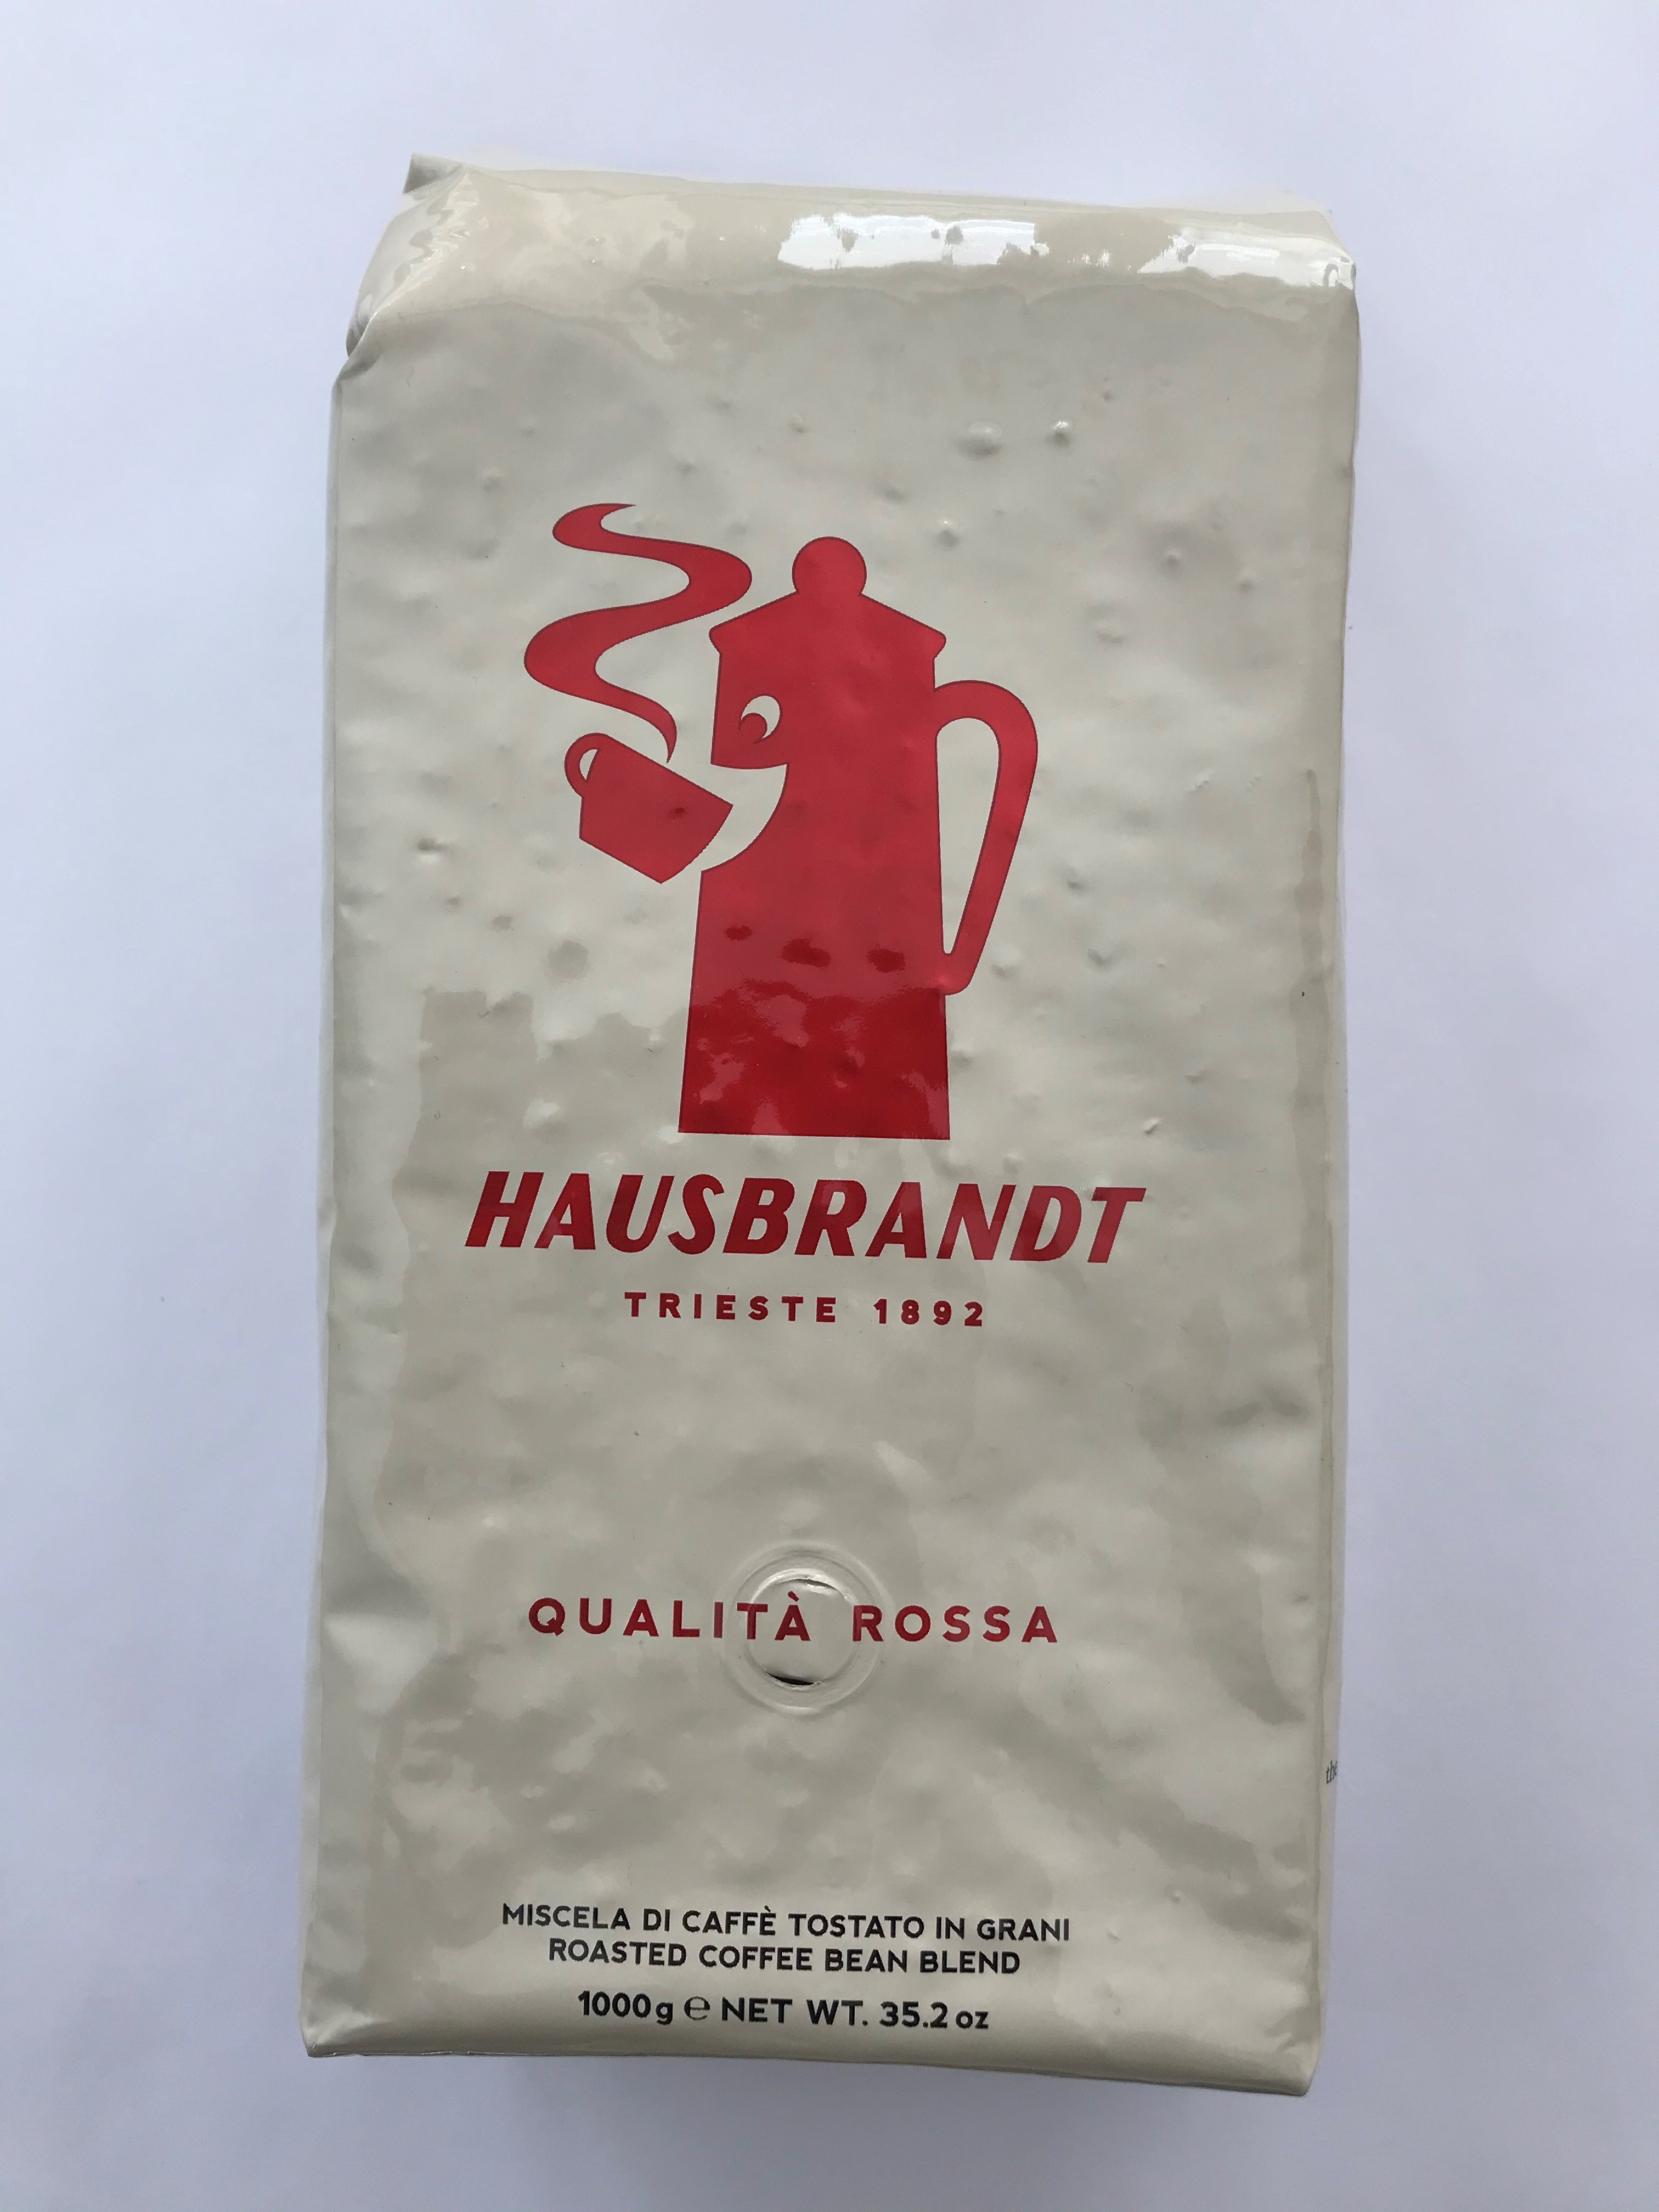 HAUSBRANDT
TRIESTE 1892
QUALITÀ ROSSA
MISCELA DI CAFFÈ TOSTATO IN GRANI
ROASTED COFFEE BEAN BLEND
1000g ℮ NET WT. 35.2 oz